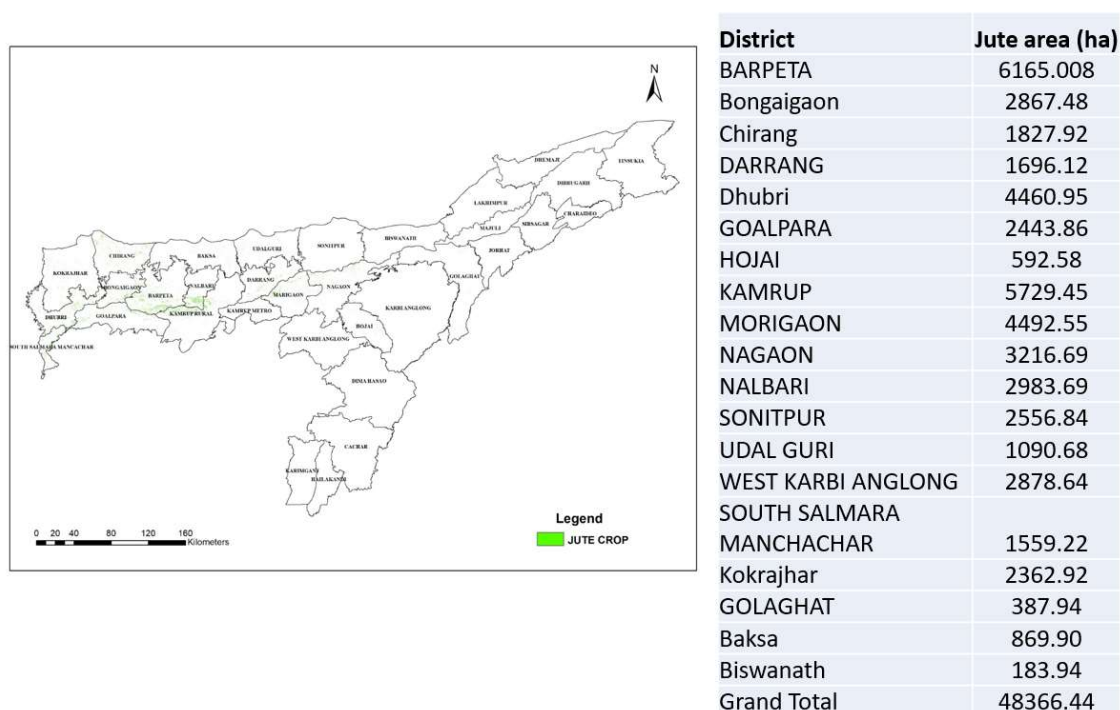 N
DHEMAJI
TINSUKIA
DIBRUGARH
LAKHIMPUR
CHARAIDEO
MAJULI
SIBSAGAR
JORHAT
BISWANATH
SONITPUR
UDALGURI
BAKSA
CHIRANG
KOKRAJHAR
GOLAGHAT
DARRANG
NALBARI
BONGAIGAON
BARPETA
MARIGAON
NAGAON
KARBI ANGLONG
KAMRUP METRO
KAMRUP RURAL
GOALPARA
DHUBRI
HOJAI
WEST KARBI ANGLONG
SOUTH SALMARA MANCACHAR
DIMA HASAO
CACHAR
KARIMGANJ
HAILAKANDI
0 20 40 80 120 160
Kilometers
Legend
JUTE CROP
District Jute area (ha)
BARPETA 6165.008
Bongaigaon 2867.48
Chirang 1827.92
DARRANG 1696.12
Dhubri 4460.95
GOALPARA 2443.86
HOJAI 592.58
KAMRUP 5729.45
MORIGAON 4492.55
NAGAON 3216.69
NALBARI 2983.69
SONITPUR 2556.84
UDAL GURI 1090.68
WEST KARBI ANGLONG 2878.64
SOUTH SALMARA
MANCHACHAR 1559.22
Kokrajhar 2362.92
GOLAGHAT 387.94
Baksa 869.90
Biswanath 183.94
Grand Total 48366.44